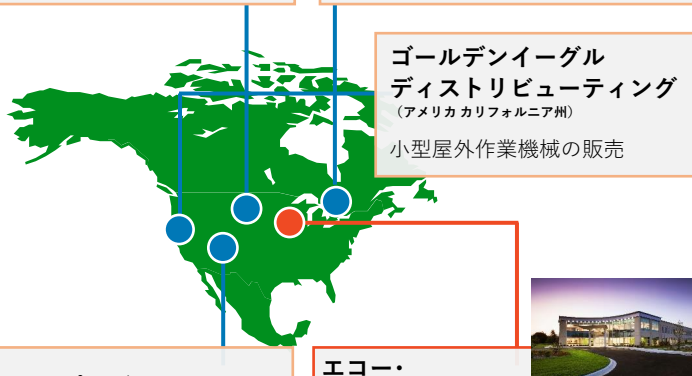 ゴールデンイーグル
ディストリビューティング
（アメリカ カリフォルニア州）
小型屋外作業機械の販売
エコー・